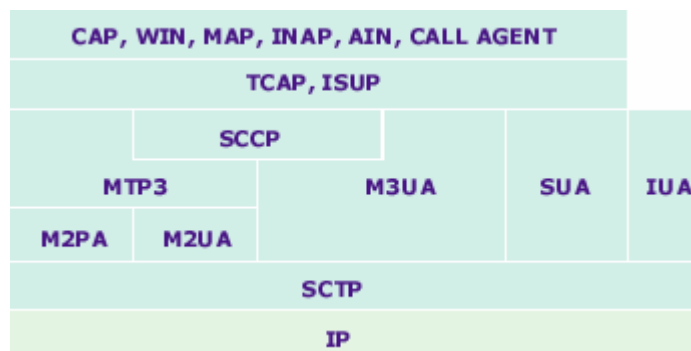 CAP, WIN, MAP, INAP, AIN, CALL AGENT
TCAP, ISUP
SCCP
MTP3
M3UA
SUA
IUA
M2PA
M2UA
SCTP
IP